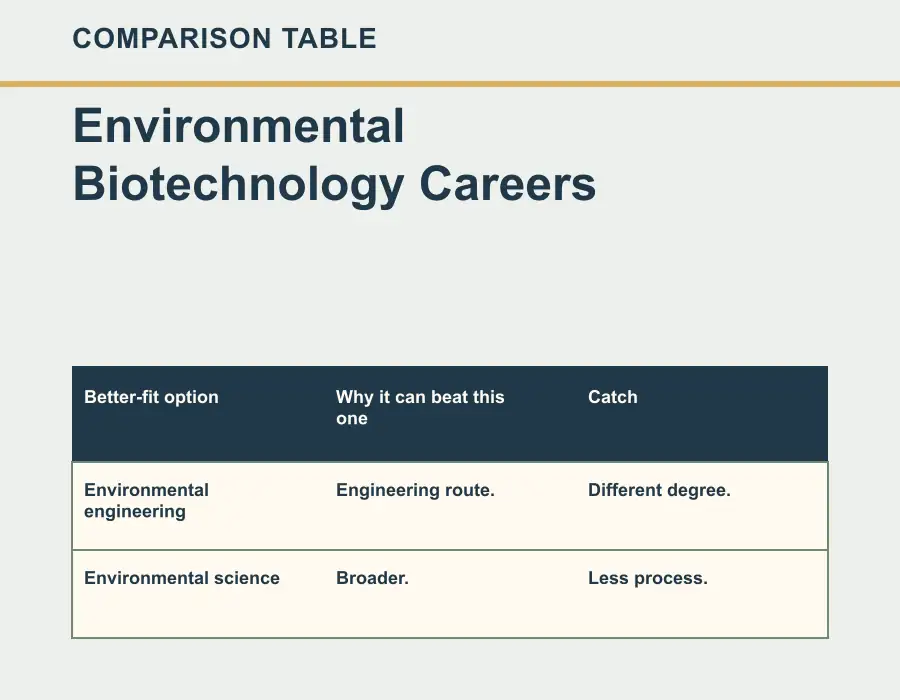 COMPARISON TABLE
Environmental
Biotechnology Careers
Better-fit option
Why it can beat this
one
Catch
Environmental
engineering
Engineering route.
Different degree.
Environmental science
Broader.
Less process.